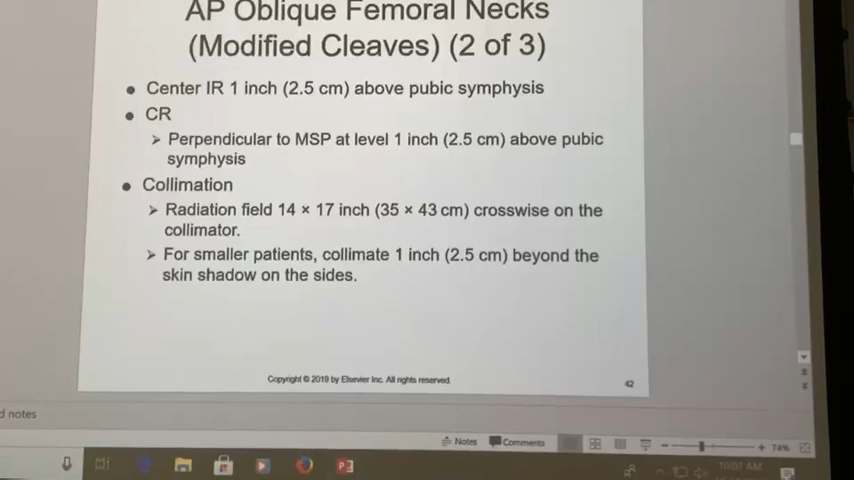 AP Oblique Femoral Necks
(Modified Cleaves) (2 of 3)
● Center IR 1 inch (2.5 cm) above pubic symphysis
● CR
➢ Perpendicular to MSP at level 1 inch (2.5 cm) above pubic
symphysis
● Collimation
➢ Radiation field 14 × 17 inch (35 × 43 cm) crosswise on the
collimator.
➢ For smaller patients, collimate 1 inch (2.5 cm) beyond the
skin shadow on the sides.
Copyright © 2019 by Elsevier Inc. All rights reserved.
42
d notes
Notes
Comments
74%
10:07 AM